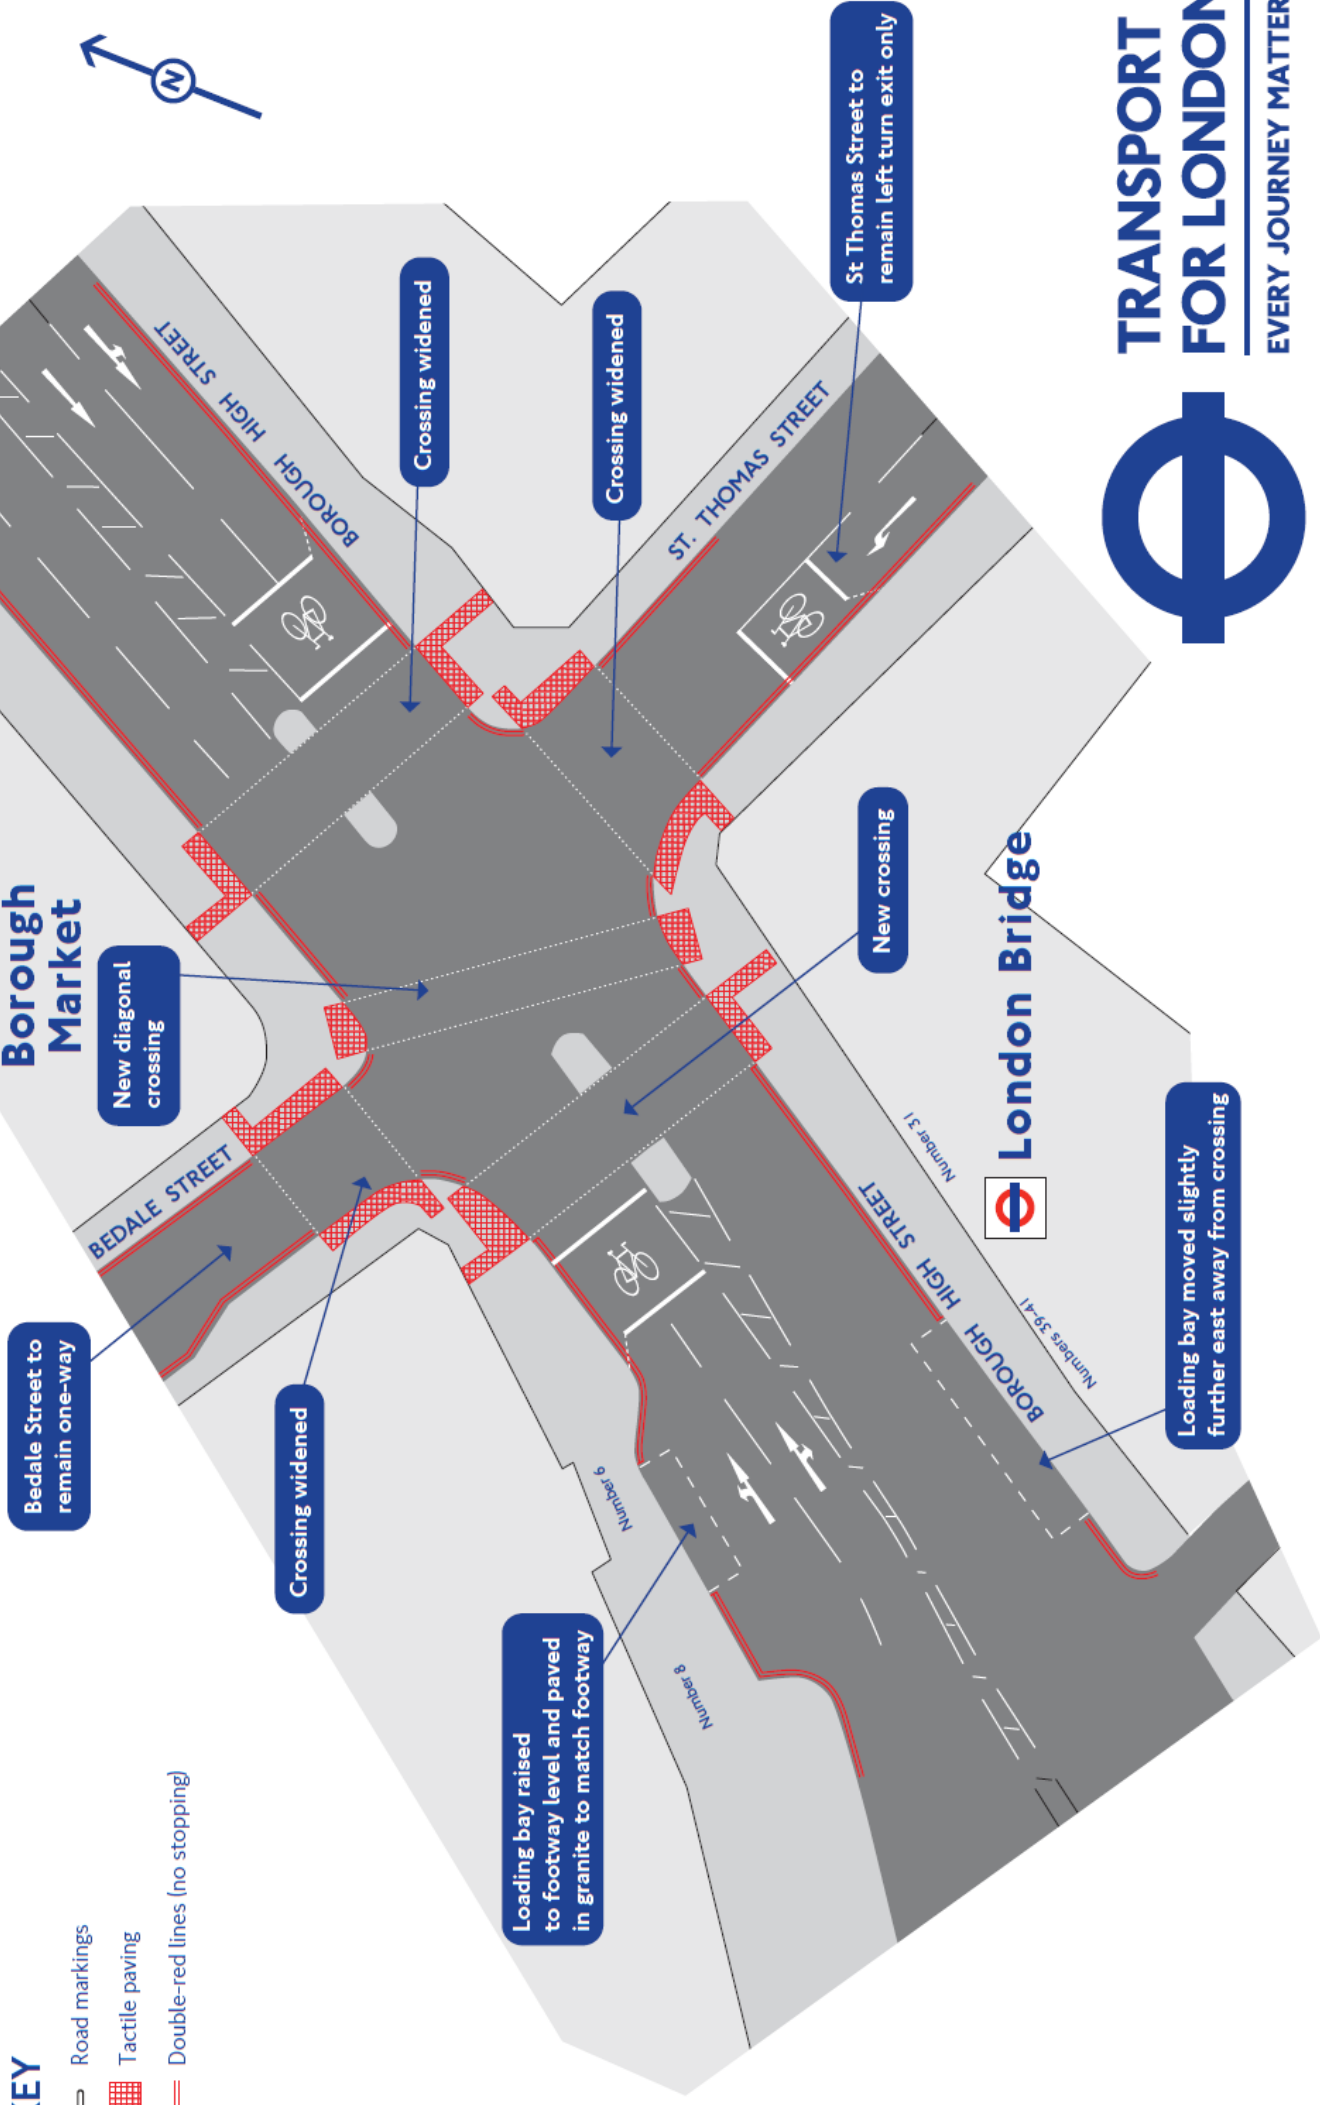 Borough
Market
New diagonal
crossing
Bedale Street to
remain one-way
BEDALE STREET
Crossing widened
Crossing widened
Crossing widened
BOROUGH HIGH STREET
ST. THOMAS STREET
St Thomas Street to
remain left turn exit only
New crossing
London Bridge
Number 31
Numbers 39-41
BOROUGH HIGH STREET
Loading bay moved slightly
further east away from crossing
Number 6
Number 8
Loading bay raised
to footway level and paved
in granite to match footway
KEY
Road markings
Tactile paving
Double-red lines (no stopping)
N
TRANSPORT
FOR LONDON
EVERY JOURNEY MATTER